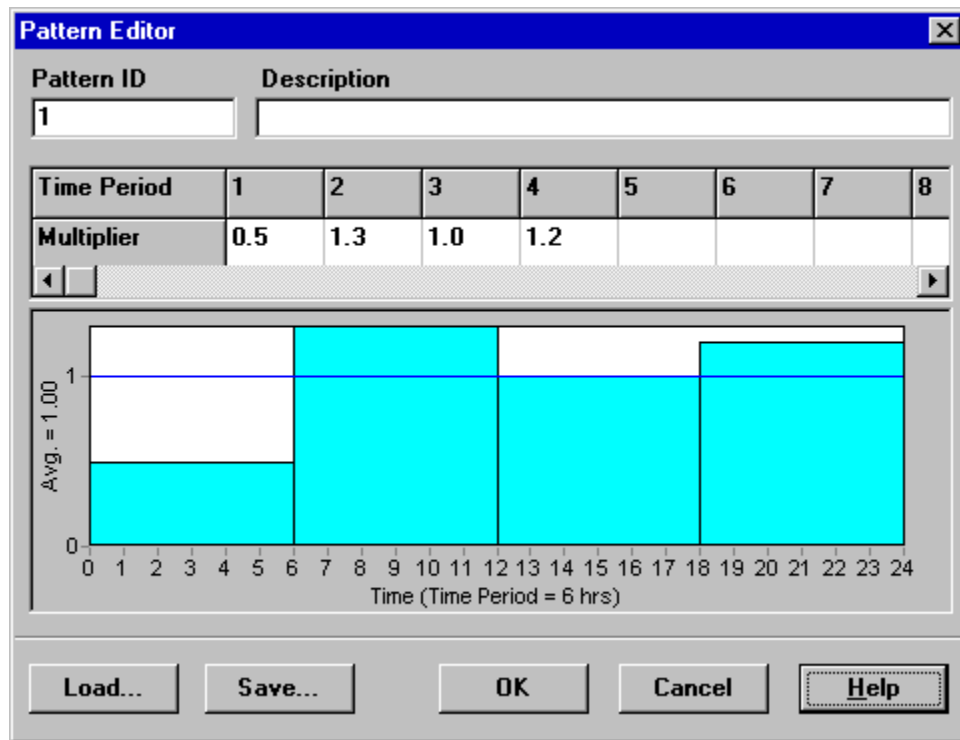 Pattern Editor
Pattern ID Description
1
Time Period 1 2 3 4 5 6 7 8
Multiplier 0.5 1.3 1.0 1.2
Avg. = 1.00
1
0
0 1 2 3 4 5 6 7 8 9 10 11 12 13 14 15 16 17 18 19 20 21 22 23 24
Time (Time Period = 6 hrs)
Load... Save... OK Cancel Help